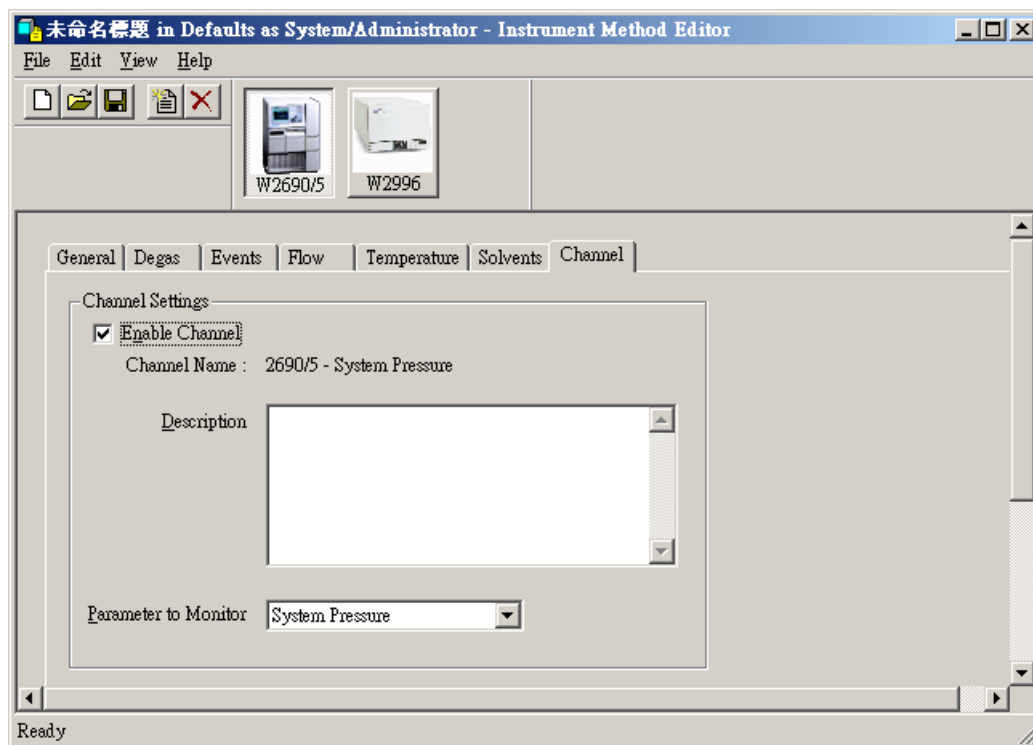 未命名標題 in Defaults as System/Administrator - Instrument Method Editor
File Edit View Help
W2690/5 W2996
General Degas Events Flow Temperature Solvents Channel
Channel Settings
Enable Channel
Channel Name : 2690/5 - System Pressure
Description
Parameter to Monitor System Pressure
Ready